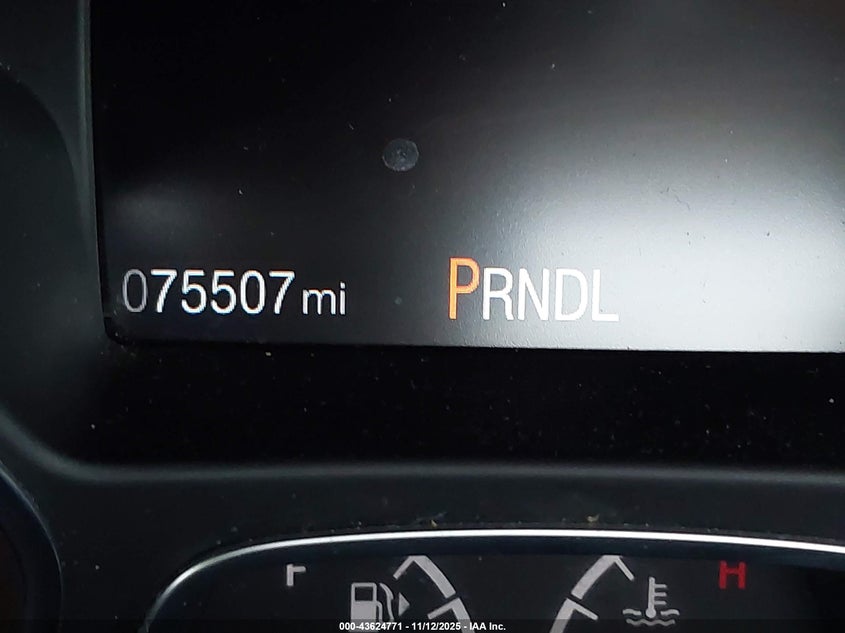 075507 mi PRNDL
F H
000-43624771 - 11/12/2025 - IAA Inc.